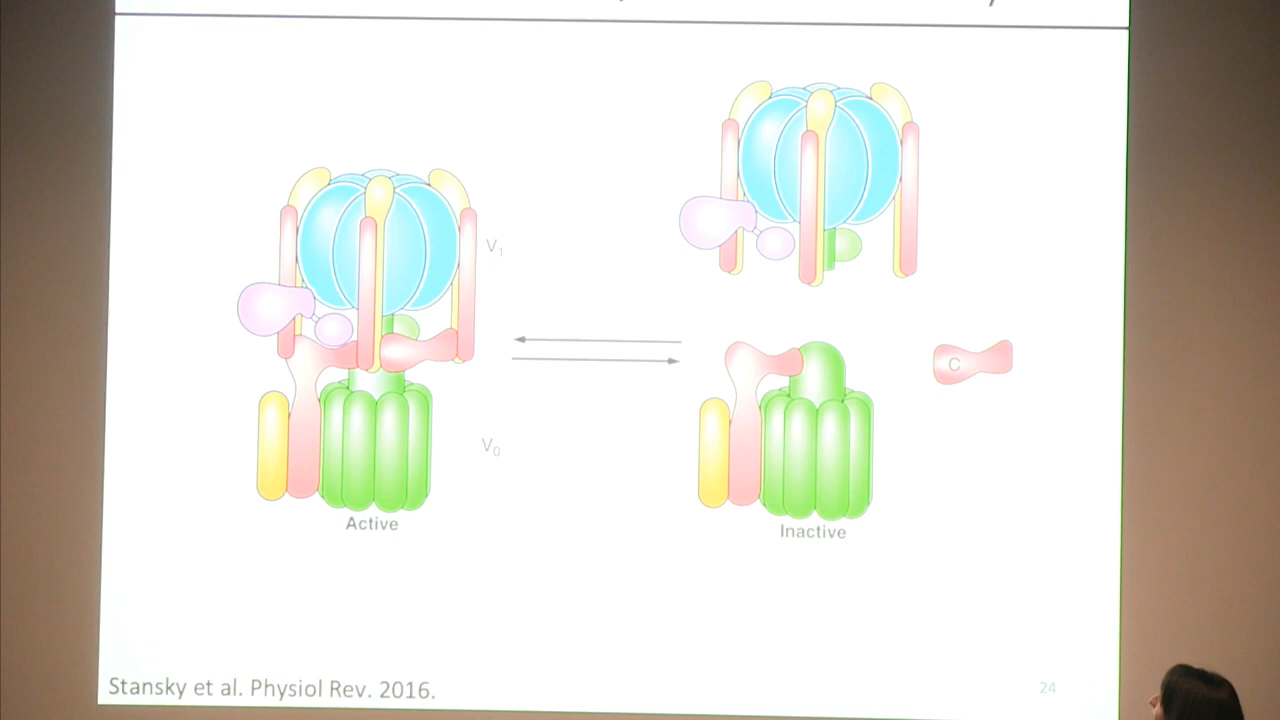 V1
C
V0
Active
Inactive
Stansky et al. Physiol Rev. 2016.
24